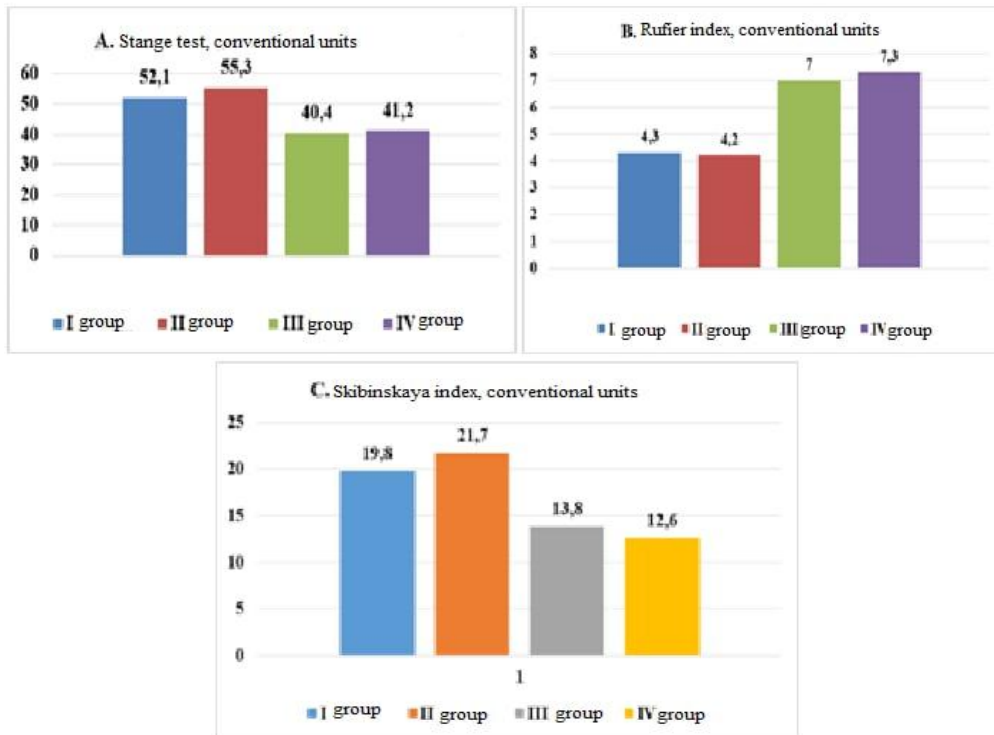 A. Stange test, conventional units
60
50
40
30
20
10
0
52,1
55,3
40,4
41,2
I group
II group
III group
IV group
B. Rufier index, conventional units
8
7
6
5
4
3
2
1
0
4,3
4,2
7
7,3
I group
II group
III group
IV group
C. Skibinskaya index, conventional units
25
20
15
10
5
0
19,8
21,7
13,8
12,6
1
I group
II group
III group
IV group